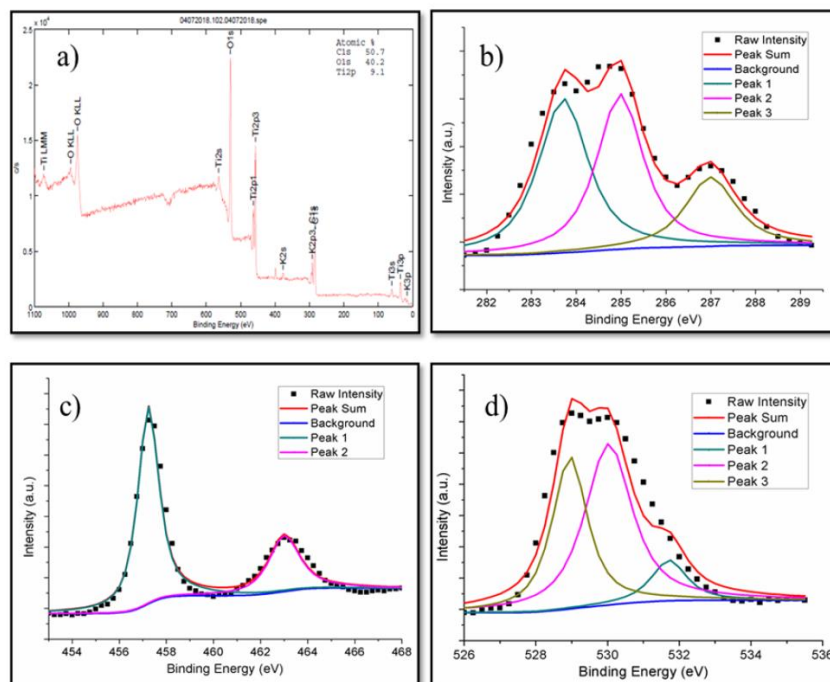 04072018.102.04072018.spe
a)
x 10⁴
Atomic %
C1s 50.7
O1s 40.2
Ti2p 9.1
2.5
2
1.5
1
0.5
0
c/s
Ti LMM
O KLL
O KLL
Ti2s
O1s
Ti2p1
Ti2p3
K2s
K2p3
C1s
Ti3s
Ti3p
K3p
1100 1000 900 800 700 600 500 400 300 200 100 0
Binding Energy (eV)
b)
Raw Intensity
Peak Sum
Background
Peak 1
Peak 2
Peak 3
Intensity (a.u.)
282 283 284 285 286 287 288 289
Binding Energy (eV)
c)
Raw Intensity
Peak Sum
Background
Peak 1
Peak 2
Intensity (a.u.)
454 456 458 460 462 464 466 468
Binding Energy (eV)
d)
Raw Intensity
Peak Sum
Background
Peak 1
Peak 2
Peak 3
Intensity (a.u.)
526 528 530 532 534 536
Binding Energy (eV)